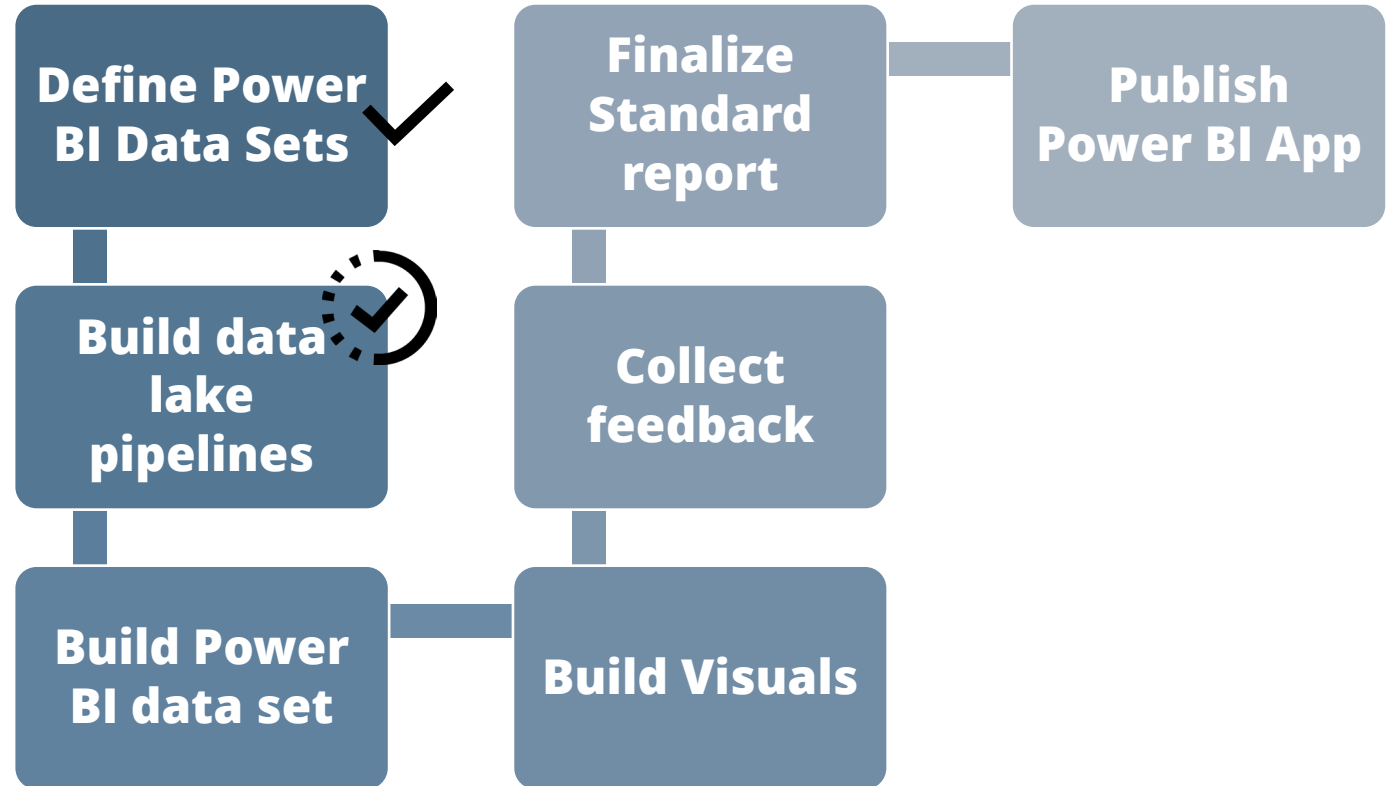 Define Power
BI Data Sets
Build data
lake
pipelines
Build Power
BI data set
Build Visuals
Collect
feedback
Finalize
Standard
report
Publish
Power BI App